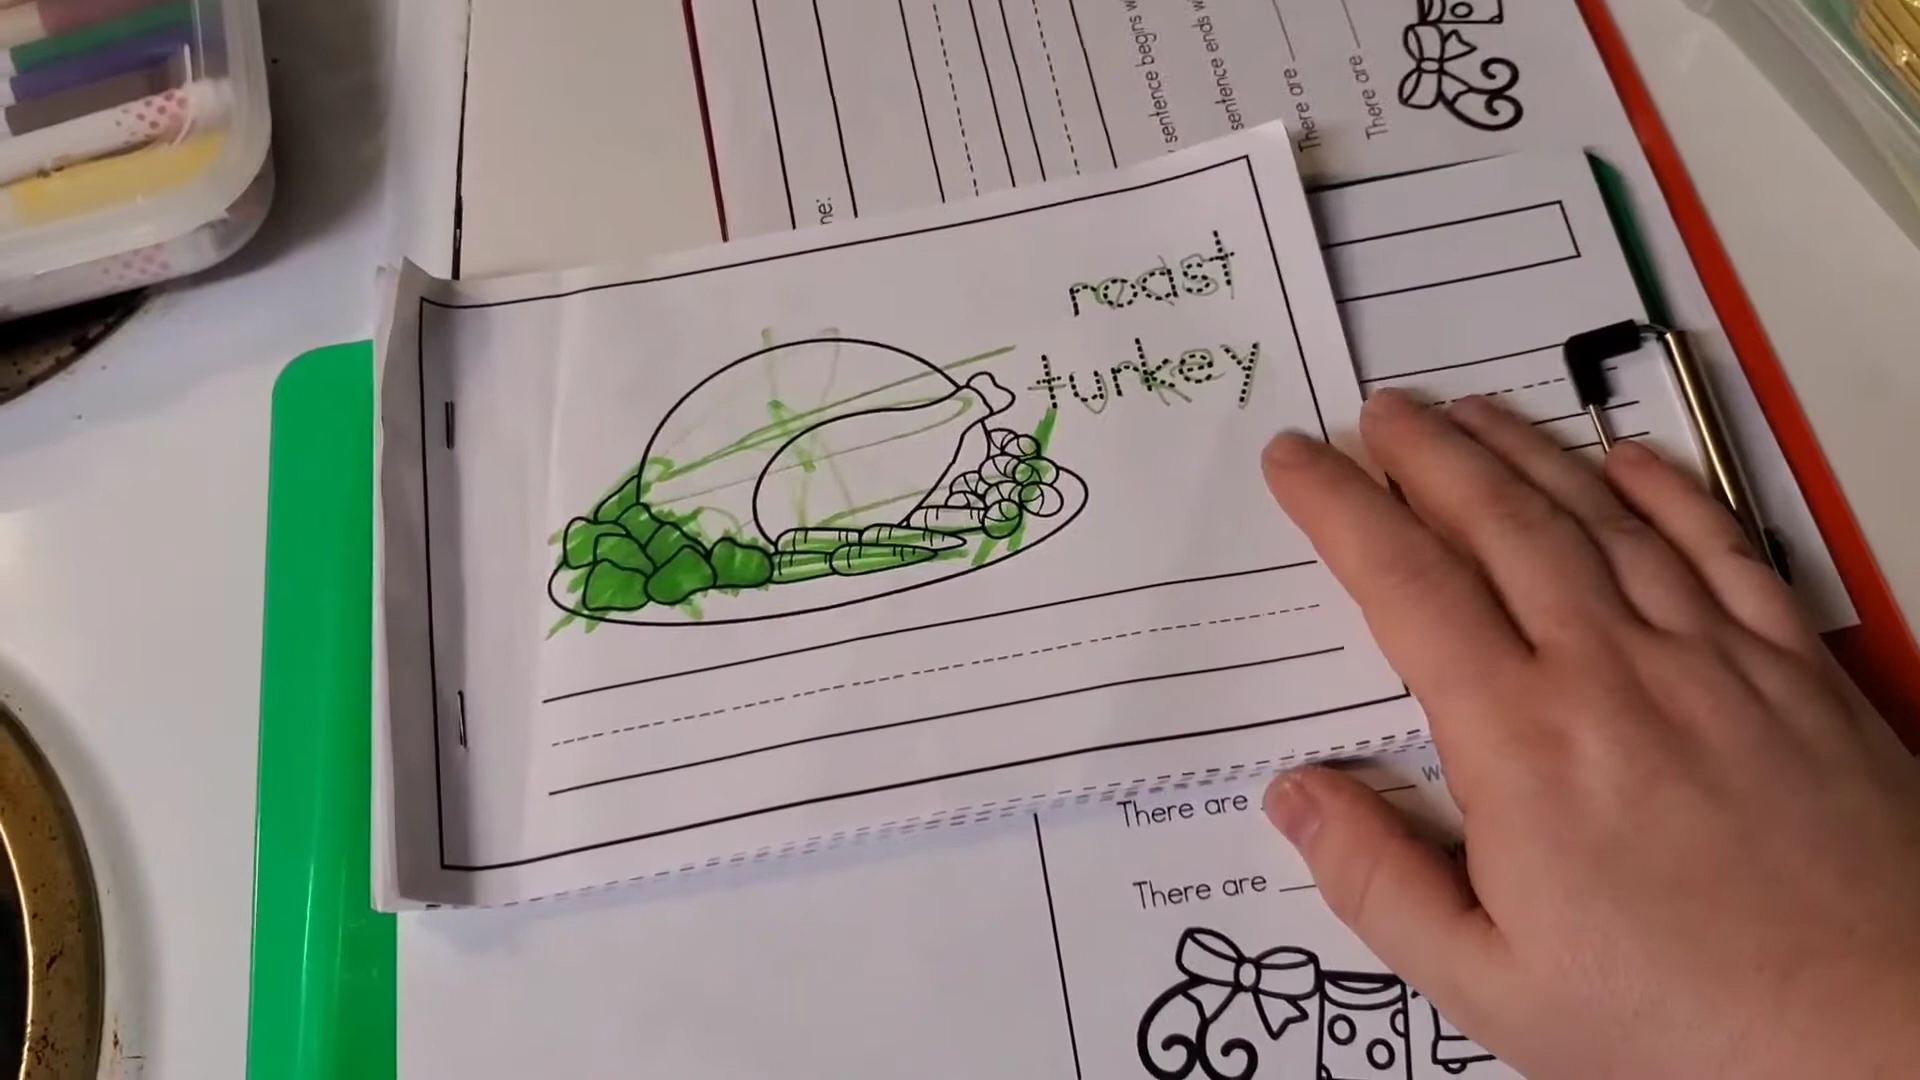 sentence begins w
sentence ends w
There are
There are
ne:
roast
turkey
There are
There are